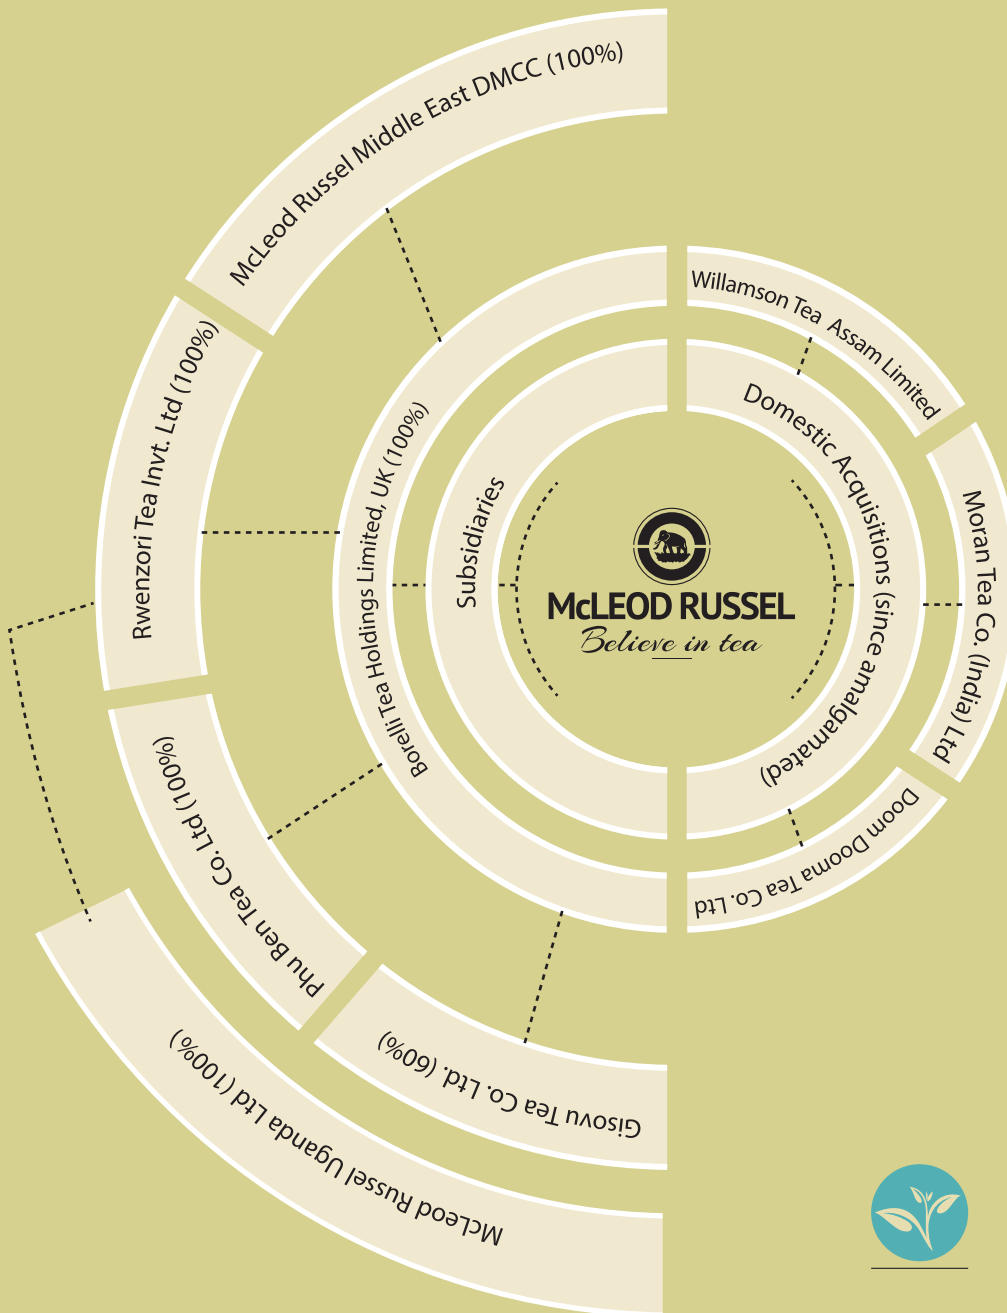 McLeod Russel Middle East DMCC (100%)
Rwenzori Tea Invt. Ltd (100%)
Phu Ben Tea Co. Ltd (100%)
Gisovu Tea Co. Ltd. (60%)
McLeod Russel Uganda Ltd (100%)
Borelli Tea Holdings Limited, UK (100%)
Subsidiaries
McLEOD RUSSEL
Believe in tea
Domestic Acquisitions (since amalgamated)
Willamson Tea Assam Limited
Moran Tea Co. (India) Ltd
Doom Dooma Tea Co. Ltd